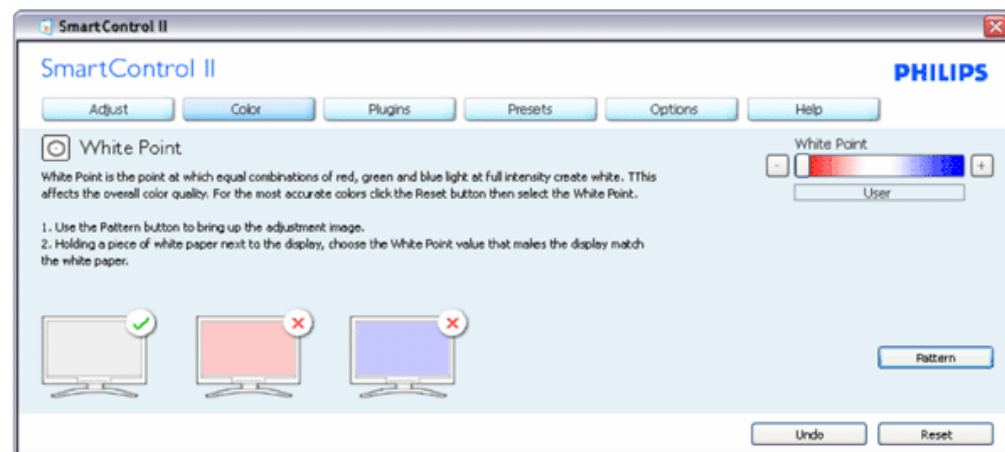 SmartControl II
SmartControl II
PHILIPS
Adjust Color Plugins Presets Options Help
White Point
White Point is the point at which equal combinations of red, green and blue light at full intensity create white. TThis
affects the overall color quality. For the most accurate colors click the Reset button then select the White Point.
1. Use the Pattern button to bring up the adjustment image.
2. Holding a piece of white paper next to the display, choose the White Point value that makes the display match
the white paper.
White Point
- +
User
Pattern
Undo Reset